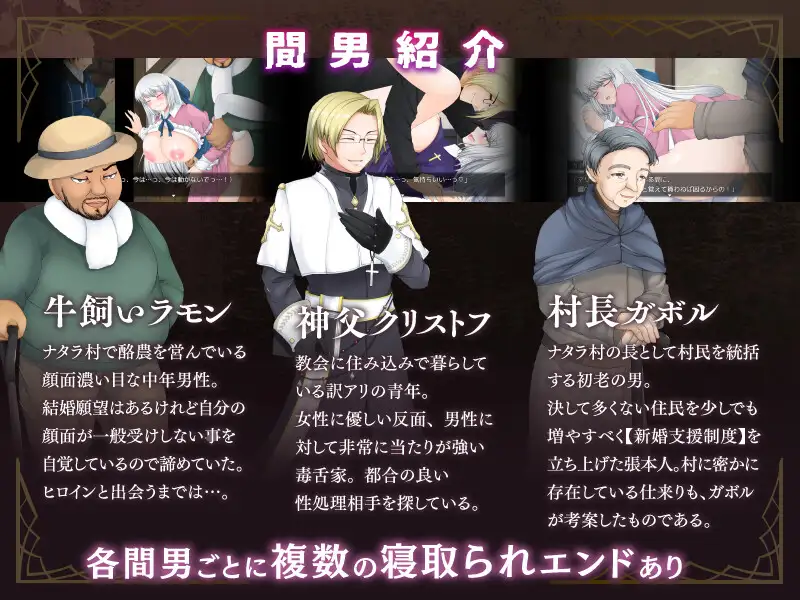 間男紹介
今は…っ、今は動かないでっ…!)
っ、気持ちいい…っ♡」
覚えて貰わねば困るからの!」
牛飼いラモン
ナタラ村で酪農を営んでいる
顔面濃い目な中年男性。
結婚願望はあるけれど自分の
顔面が一般受けしない事を
自覚しているので諦めていた。
ヒロインと出会うまでは…。
神父クリストフ
教会に住み込みで暮らして
いる訳アリの青年。
女性に優しい反面、男性に
対して非常に当たりが強い
毒舌家。都合の良い
性処理相手を探している。
村長ガボル
ナタラ村の長として村民を統括
する初老の男。
決して多くない住民を少しでも
増やすべく【新婚支援制度】を
立ち上げた張本人。村に密かに
存在している仕来りも、ガボル
が考案したものである。
各間男ごとに複数の寝取られエンドあり